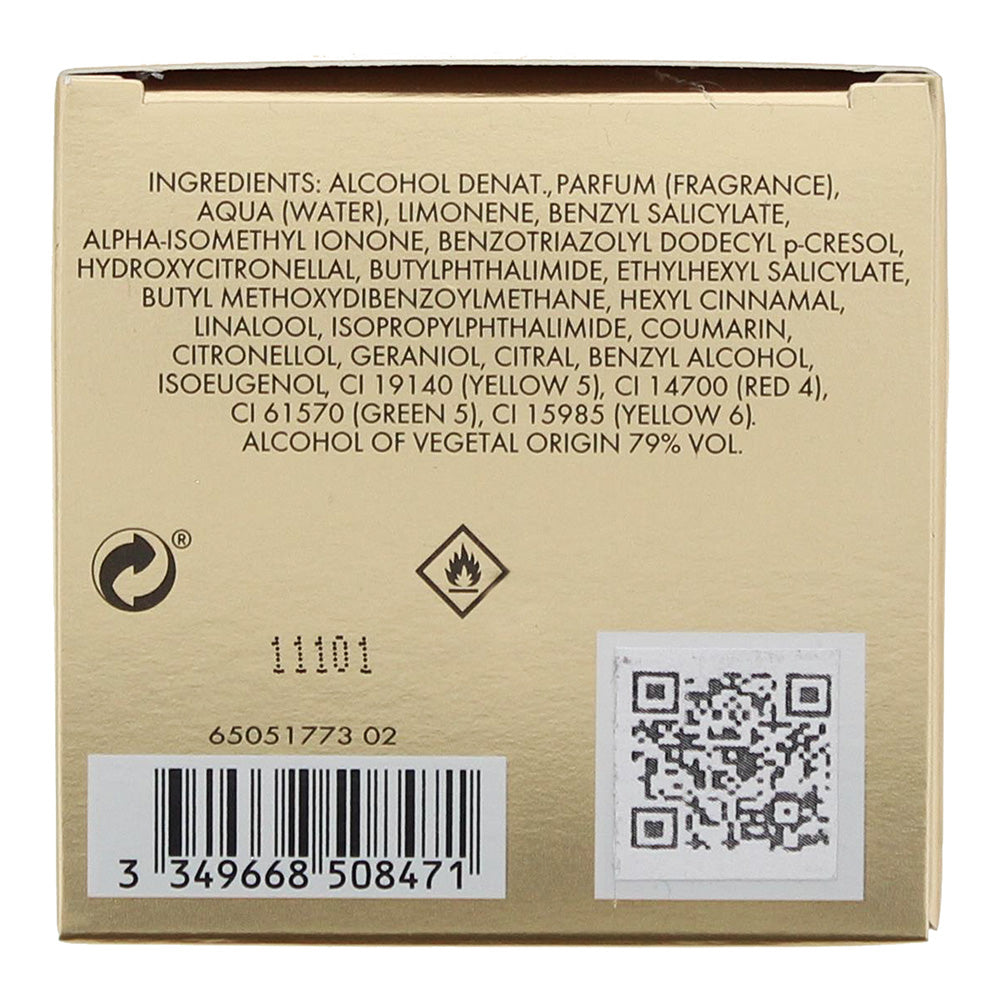 INGREDIENTS: ALCOHOL DENAT., PARFUM (FRAGRANCE),
AQUA (WATER), LIMONENE, BENZYL SALICYLATE,
ALPHA-ISOMETHYL IONONE, BENZOTRIAZOLYL DODECYL p-CRESOL,
HYDROXYCITRONELLAL, BUTYLPHTHALIMIDE, ETHYLHEXYL SALICYLATE,
BUTYL METHOXYDIBENZOYLMETHANE, HEXYL CINNAMAL,
LINALOOL, ISOPROPYLPHTHALIMIDE, COUMARIN,
CITRONELLOL, GERANIOL, CITRAL, BENZYL ALCOHOL,
ISOEUGENOL, CI 19140 (YELLOW 5), CI 14700 (RED 4),
CI 61570 (GREEN 5), CI 15985 (YELLOW 6).
ALCOHOL OF VEGETAL ORIGIN 79% VOL.
®
11101
65051773 02
3 349668 508471